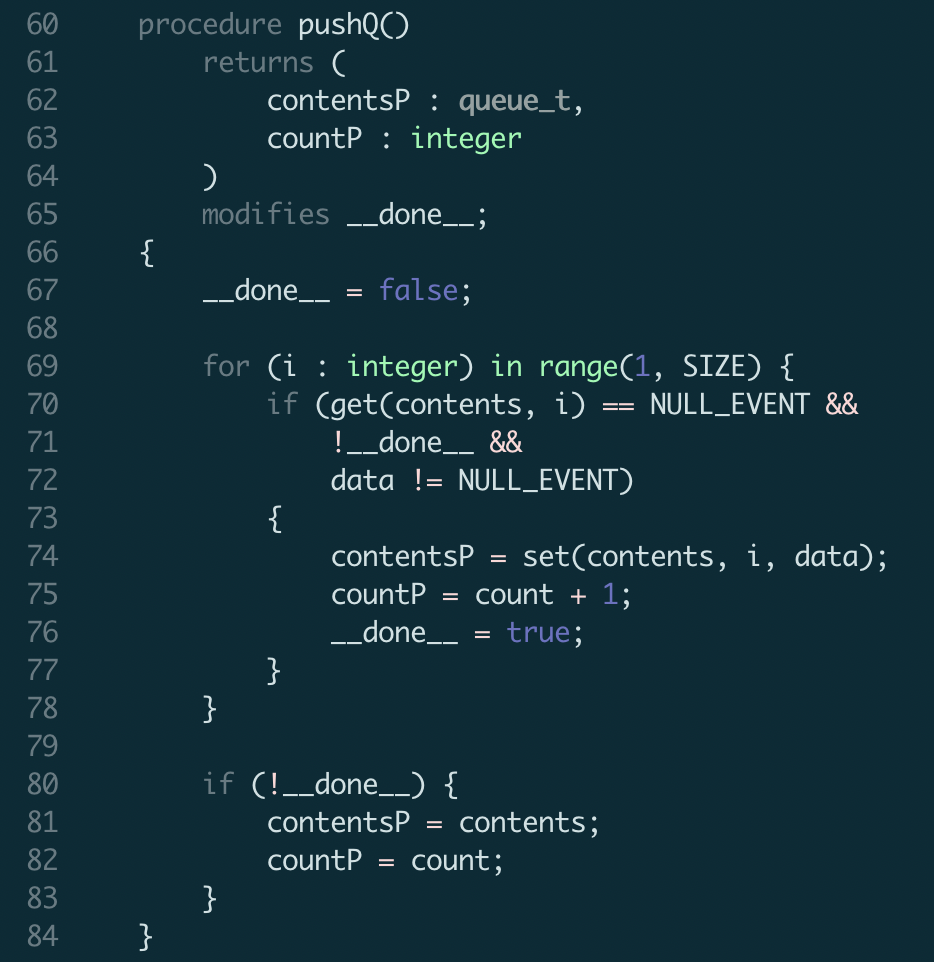 60 procedure pushQ()
61 returns (
62 contentsP : queue_t,
63 countP : integer
64 )
65 modifies __done__;
66 {
67 __done__ = false;
68
69 for (i : integer) in range(1, SIZE) {
70 if (get(contents, i) == NULL_EVENT &&
71 !__done__ &&
72 data != NULL_EVENT)
73 {
74 contentsP = set(contents, i, data);
75 countP = count + 1;
76 __done__ = true;
77 }
78 }
79
80 if (!__done__) {
81 contentsP = contents;
82 countP = count;
83 }
84 }